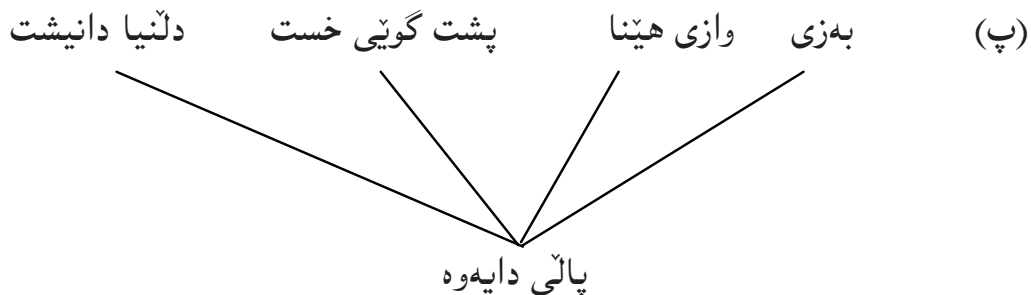 (پ) بەزی وازی هێنا پشت گوێی خست دڵنیا دانیشت
پاڵی دایەوە